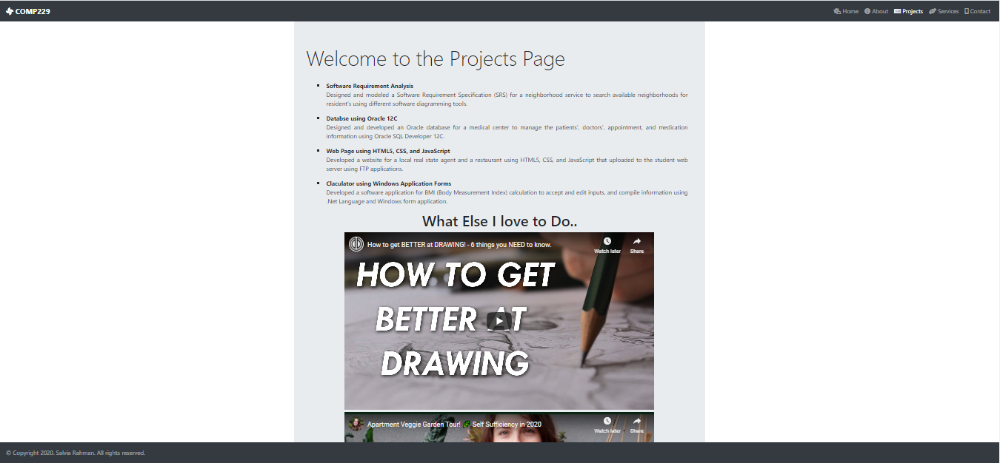 COMP229
Home About Projects Services Contact
Welcome to the Projects Page
Software Requirement Analysis
Designed and modeled a Software Requirement Specification (SRS) for a neighborhood service to search available neighborhoods for
resident's using different software diagramming tools.
Databse using Oracle 12C
Designed and developed an Oracle database for a medical center to manage the patients', doctors', appointment, and medication
information using Oracle SQL Developer 12C.
Web Page using HTML5, CSS, and JavaScript
Developed a website for a local real state agent and a restaurant using HTML5, CSS, and JavaScript that uploaded to the student web
server using FTP applications.
Claculator using Windows Application Forms
Developed a software application for BMI (Body Measurement Index) calculation to accept and edit inputs, and compile information using
.Net Language and Windows form application.
What Else I love to Do..
How to get BETTER at DRAWING! - 6 things you NEED to know.
Watch later Share
HOW TO GET
BETTER AT
DRAWING
Apartment Veggie Garden Tour! 🌿 Self Sufficiency in 2020
Watch later Share
© Copyright 2020. Salvia Rahman. All rights reserved.